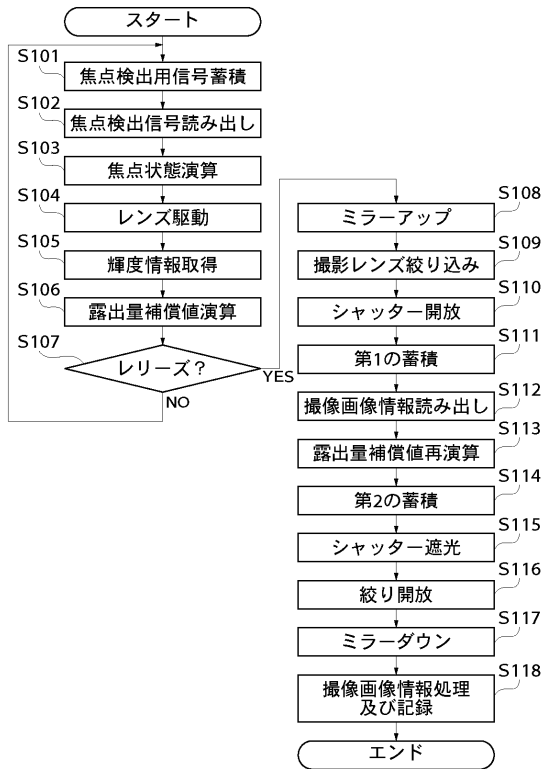 スタート
S101
焦点検出用信号蓄積
S102
焦点検出信号読み出し
S103
焦点状態演算
S104
レンズ駆動
S105
輝度情報取得
S106
露出量補償値演算
S107
レリーズ？
YES
NO
S108
ミラーアップ
S109
撮影レンズ絞り込み
S110
シャッター開放
S111
第1の蓄積
S112
撮像画像情報読み出し
S113
露出量補償値再演算
S114
第2の蓄積
S115
シャッター遮光
S116
絞り開放
S117
ミラーダウン
S118
撮像画像情報処理
及び記録
エンド